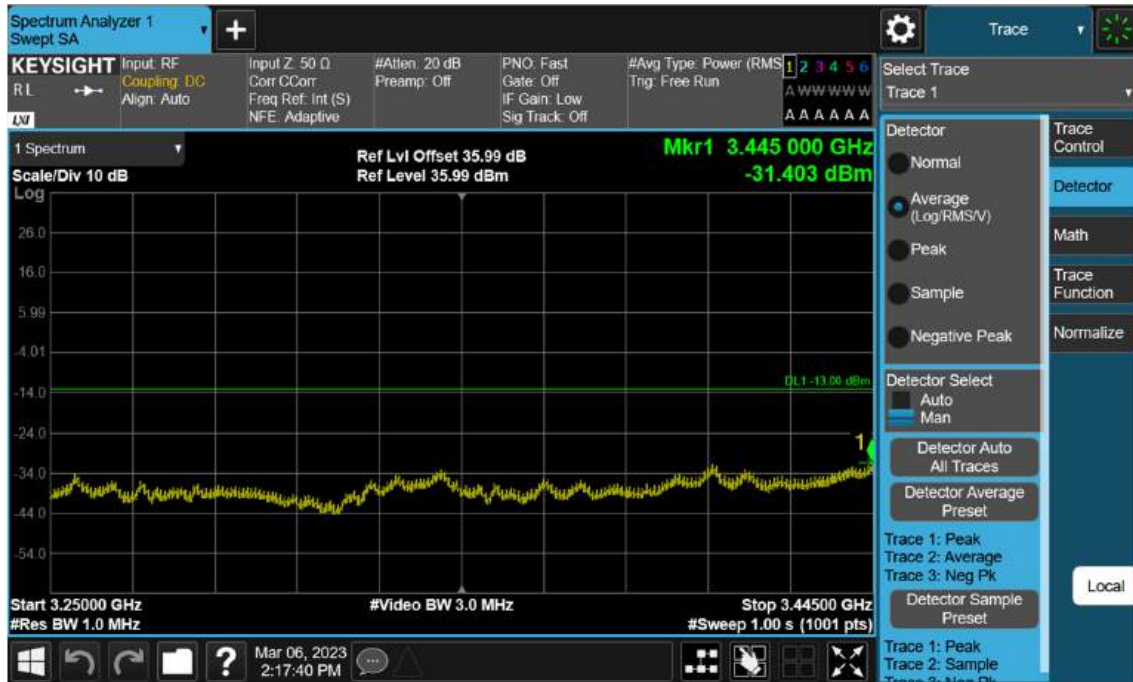 Spectrum Analyzer 1
Swept SA
+
Trace
KEYSIGHT
RL
LXI
Input: RF
Coupling: DC
Align: Auto
Input Z: 50 Ω
Corr CCorr
Freq Ref: Int (S)
NFE: Adaptive
#Atten: 20 dB
Preamp: Off
PNO: Fast
Gate: Off
IF Gain: Low
Sig Track: Off
#Avg Type: Power (RMS
Trig: Free Run
1 2 3 4 5 6
A W W W W W
A A A A A A
Select Trace
Trace 1
1 Spectrum
Scale/Div 10 dB
Ref Lvl Offset 35.99 dB
Ref Level 35.99 dBm
Mkr1 3.445 000 GHz
-31.403 dBm
Log
26.0
16.0
5.99
-4.01
-14.0
-24.0
-34.0
-44.0
-54.0
DL1 -13.00 dBm
1
Start 3.25000 GHz
#Res BW 1.0 MHz
#Video BW 3.0 MHz
Stop 3.44500 GHz
#Sweep 1.00 s (1001 pts)
Detector
Normal
Average
(Log/RMS/V)
Peak
Sample
Negative Peak
Detector Select
Auto
Man
Detector Auto
All Traces
Detector Average
Preset
Trace 1: Peak
Trace 2: Average
Trace 3: Neg Pk
Detector Sample
Preset
Trace 1: Peak
Trace 2: Sample
Trace 3: Neg Pk
Trace
Control
Detector
Math
Trace
Function
Normalize
Local
?
Mar 06, 2023
2:17:40 PM